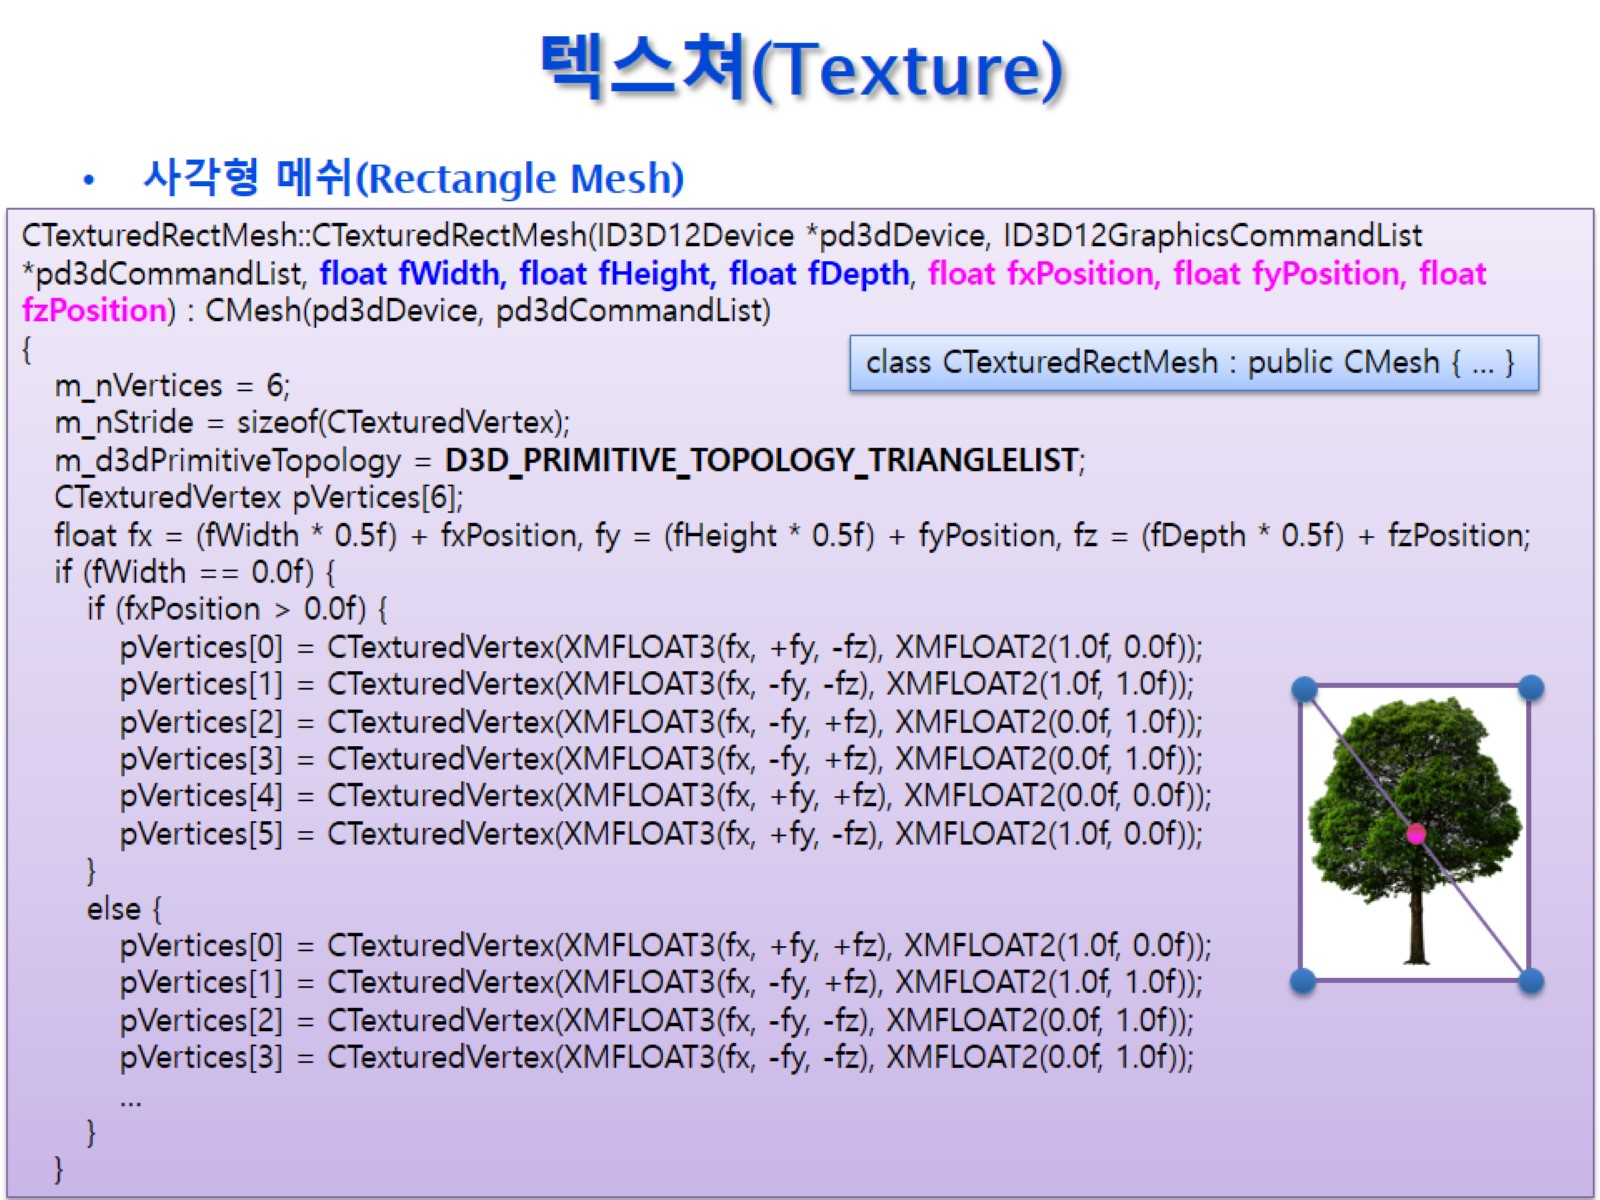 텍스쳐(Texture)
• 사각형 메쉬(Rectangle Mesh)
CTexturedRectMesh::CTexturedRectMesh(ID3D12Device *pd3dDevice, ID3D12GraphicsCommandList
*pd3dCommandList, float fWidth, float fHeight, float fDepth, float fxPosition, float fyPosition, float
fzPosition) : CMesh(pd3dDevice, pd3dCommandList)
{
class CTexturedRectMesh : public CMesh { ... }
m_nVertices = 6;
m_nStride = sizeof(CTexturedVertex);
m_d3dPrimitiveTopology = D3D_PRIMITIVE_TOPOLOGY_TRIANGLELIST;
CTexturedVertex pVertices[6];
float fx = (fWidth * 0.5f) + fxPosition, fy = (fHeight * 0.5f) + fyPosition, fz = (fDepth * 0.5f) + fzPosition;
if (fWidth == 0.0f) {
if (fxPosition > 0.0f) {
pVertices[0] = CTexturedVertex(XMFLOAT3(fx, +fy, -fz), XMFLOAT2(1.0f, 0.0f));
pVertices[1] = CTexturedVertex(XMFLOAT3(fx, -fy, -fz), XMFLOAT2(1.0f, 1.0f));
pVertices[2] = CTexturedVertex(XMFLOAT3(fx, -fy, +fz), XMFLOAT2(0.0f, 1.0f));
pVertices[3] = CTexturedVertex(XMFLOAT3(fx, -fy, +fz), XMFLOAT2(0.0f, 1.0f));
pVertices[4] = CTexturedVertex(XMFLOAT3(fx, +fy, +fz), XMFLOAT2(0.0f, 0.0f));
pVertices[5] = CTexturedVertex(XMFLOAT3(fx, +fy, -fz), XMFLOAT2(1.0f, 0.0f));
}
else {
pVertices[0] = CTexturedVertex(XMFLOAT3(fx, +fy, +fz), XMFLOAT2(1.0f, 0.0f));
pVertices[1] = CTexturedVertex(XMFLOAT3(fx, -fy, +fz), XMFLOAT2(1.0f, 1.0f));
pVertices[2] = CTexturedVertex(XMFLOAT3(fx, -fy, -fz), XMFLOAT2(0.0f, 1.0f));
pVertices[3] = CTexturedVertex(XMFLOAT3(fx, -fy, -fz), XMFLOAT2(0.0f, 1.0f));
...
}
}